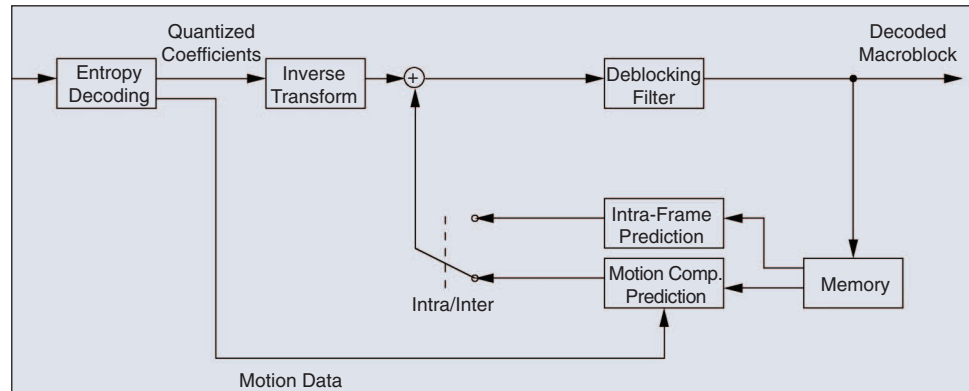 Quantized
Coefficients
Decoded
Macroblock
Entropy
Decoding
Inverse
Transform
+
Deblocking
Filter
Intra-Frame
Prediction
Motion Comp.
Prediction
Memory
Intra/Inter
Motion Data